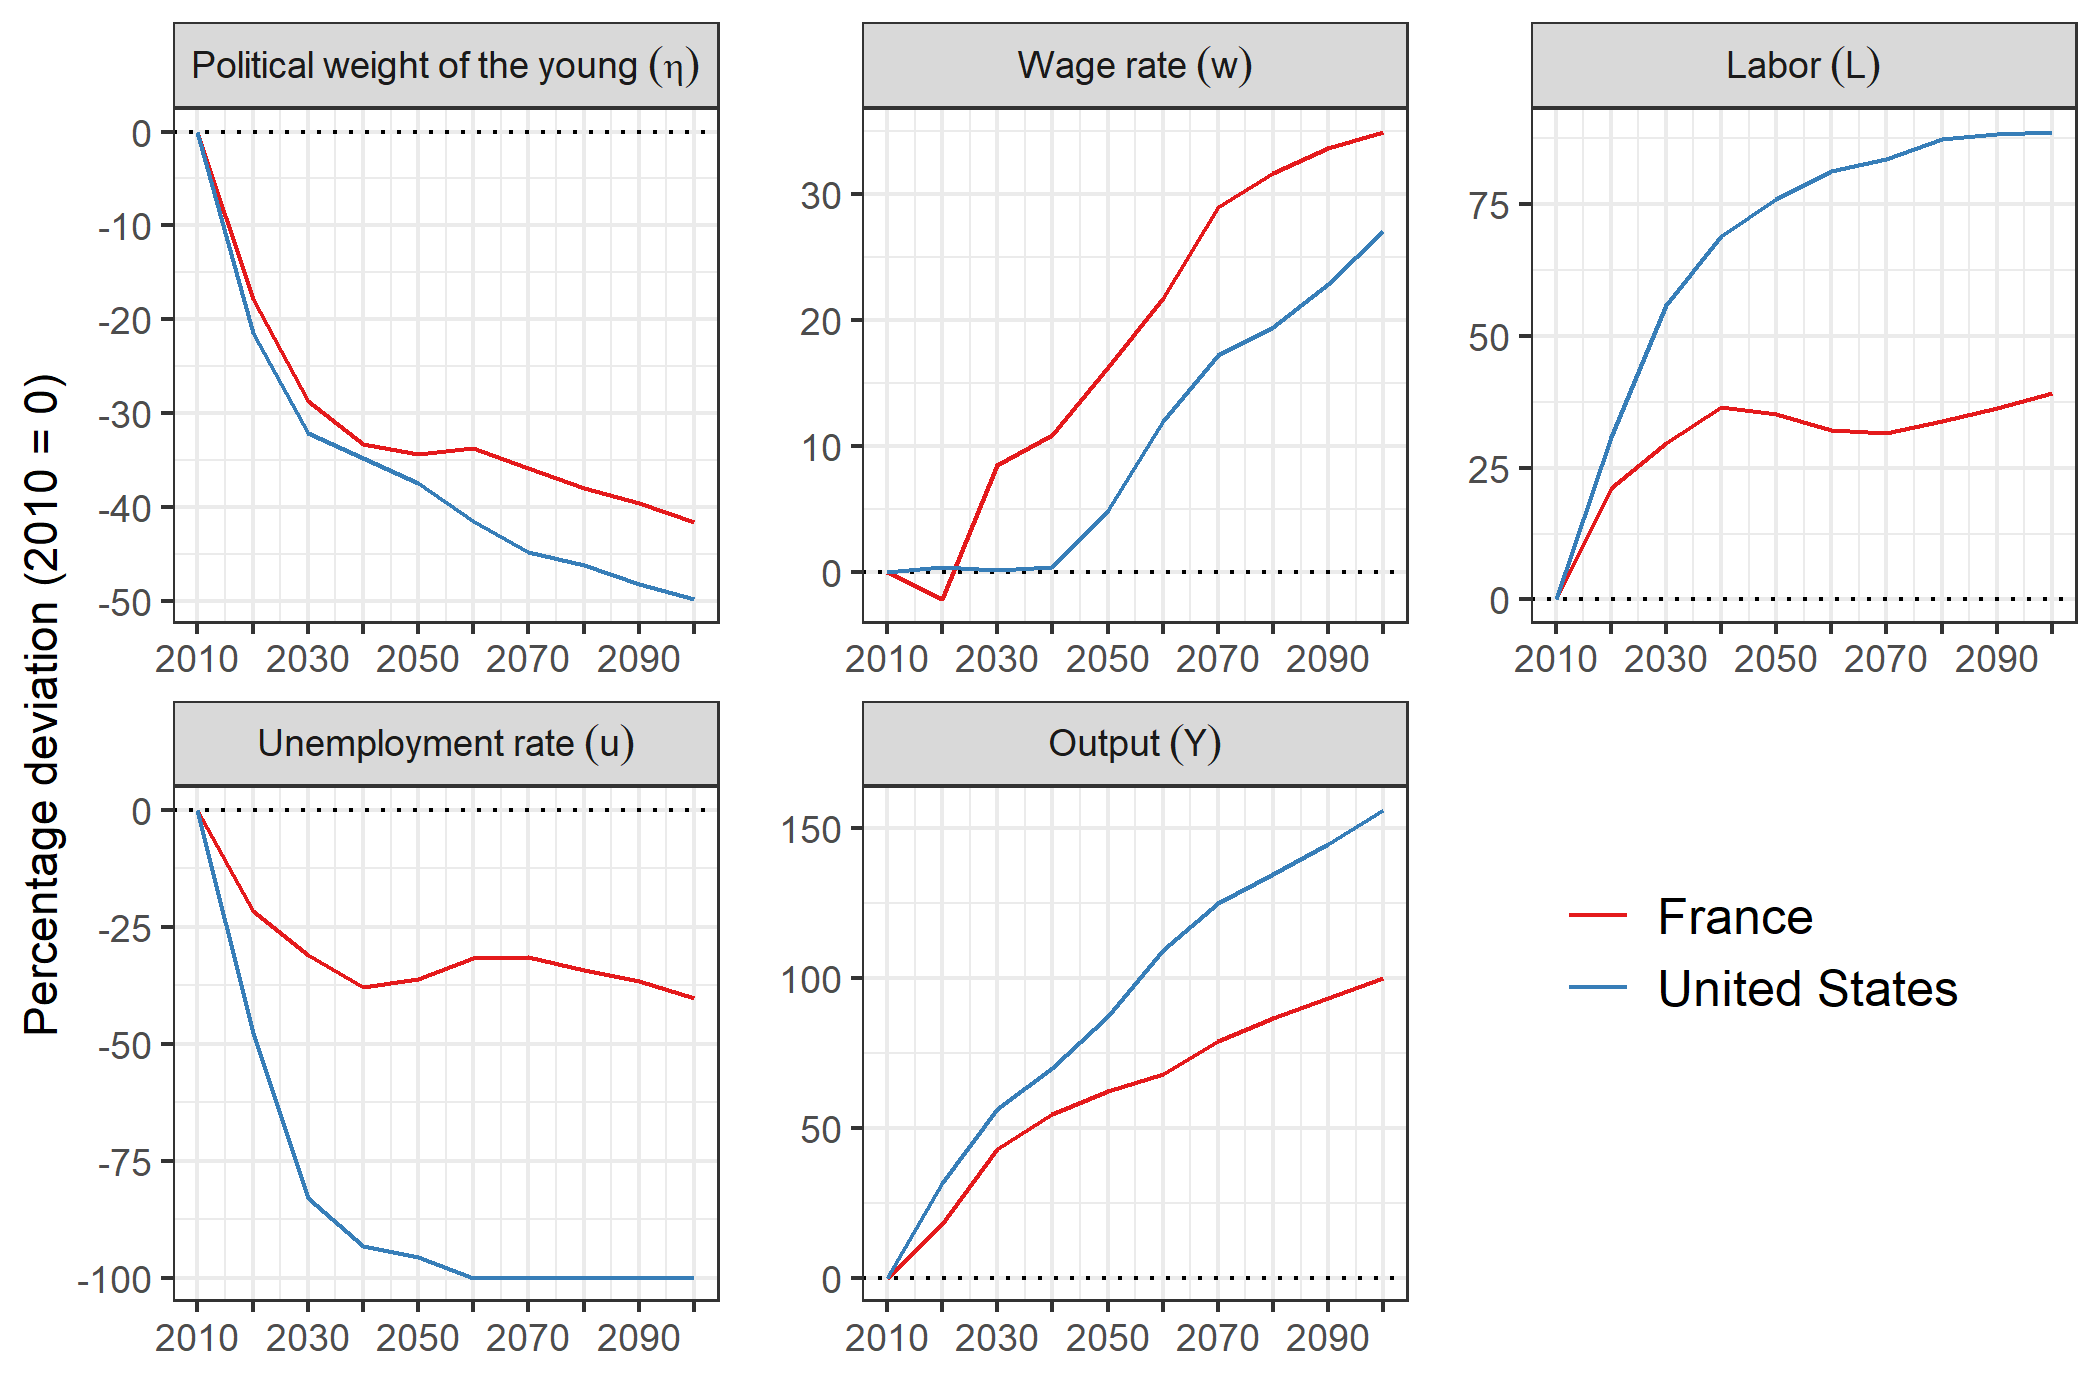 Percentage deviation (2010 = 0)
Political weight of the young (η)
0
-10
-20
-30
-40
-50
2010 2030 2050 2070 2090
Wage rate (w)
30
20
10
0
2010 2030 2050 2070 2090
Labor (L)
75
50
25
0
2010 2030 2050 2070 2090
Unemployment rate (u)
0
-25
-50
-75
-100
2010 2030 2050 2070 2090
Output (Y)
150
100
50
0
2010 2030 2050 2070 2090
France
United States